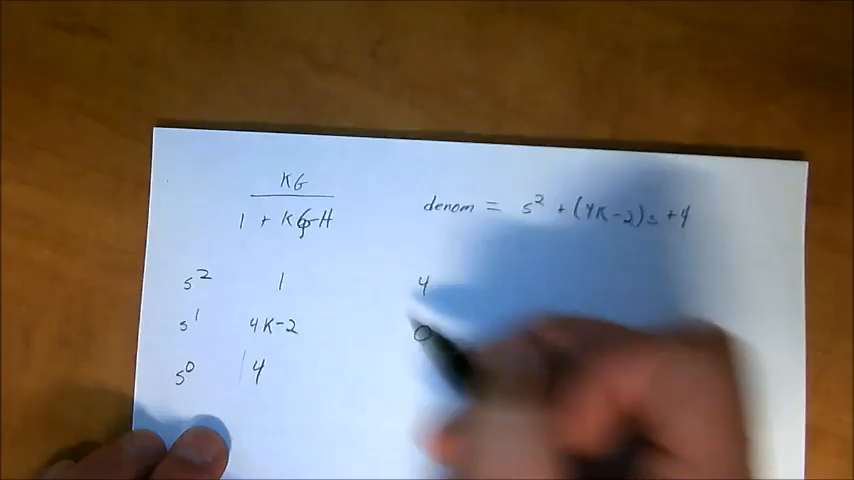 KG
1 + KGH
denom = s² + (4K-2)s + 4
s² 1 4
s¹ 4K-2 0
s⁰ 4